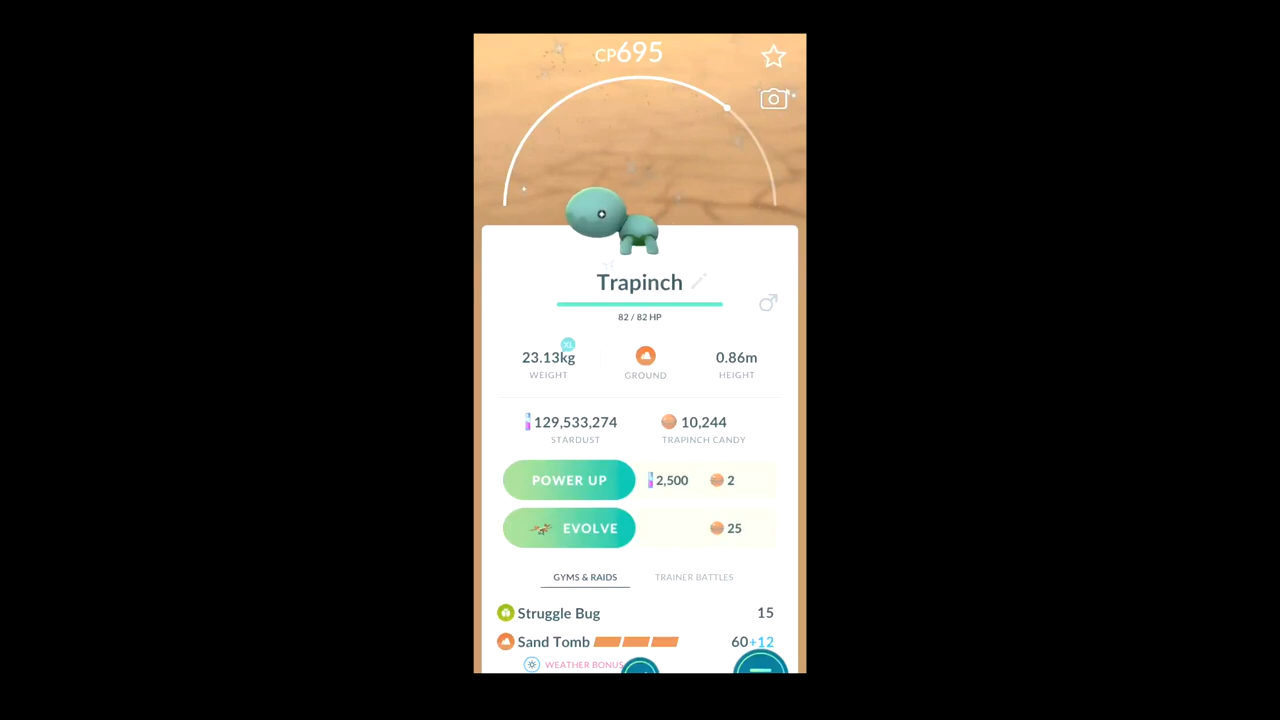 CP695
Trapinch
82 / 82 HP
XL
23.13kg
WEIGHT
GROUND
0.86m
HEIGHT
129,533,274
STARDUST
10,244
TRAPINCH CANDY
POWER UP 2,500 2
EVOLVE 25
GYMS & RAIDS TRAINER BATTLES
Struggle Bug 15
Sand Tomb 60+12
WEATHER BONUS